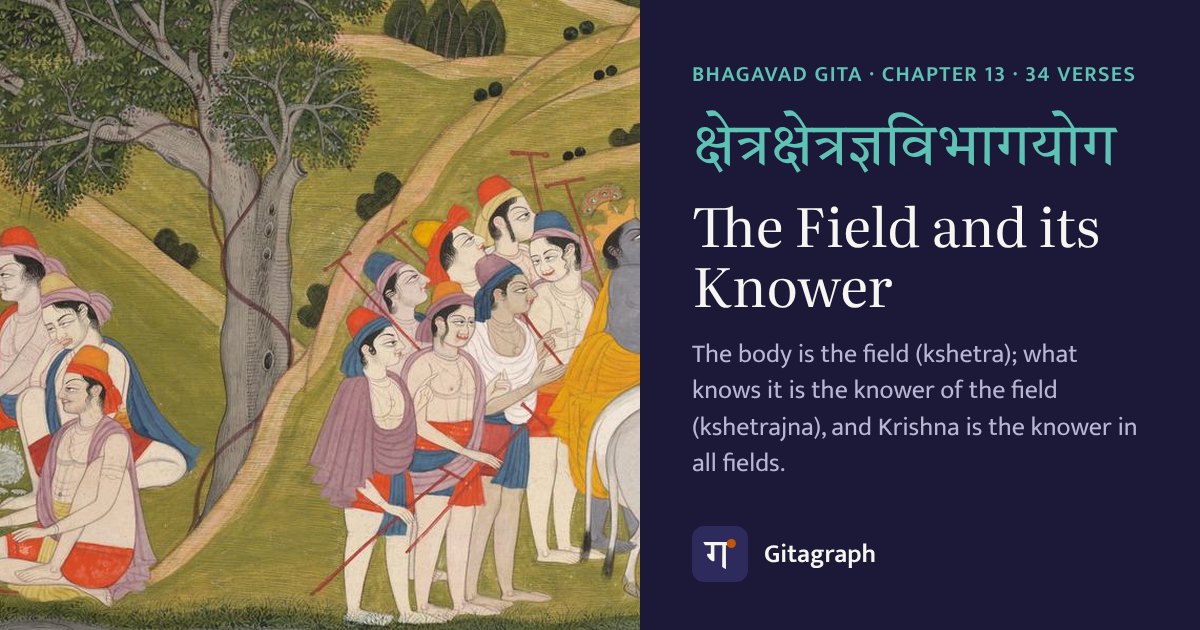 BHAGAVAD GITA · CHAPTER 13 · 34 VERSES
क्षेत्रक्षेत्रज्ञविभागयोग
The Field and its
Knower
The body is the field (kshetra); what
knows it is the knower of the field
(kshetrajna), and Krishna is the knower in
all fields.
ग
Gitagraph